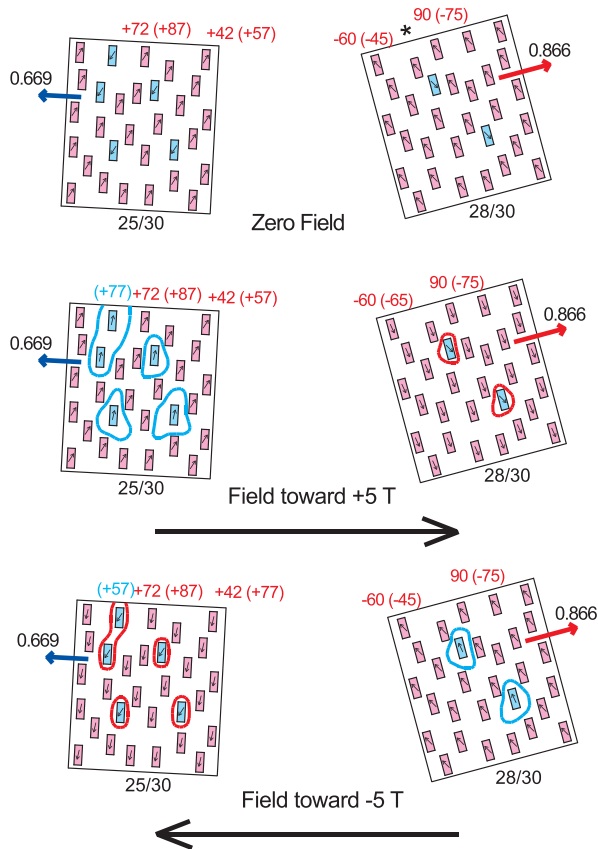 +72 (+87) +42 (+57)
-60 (-45) * 90 (-75)
0.669
0.866
25/30
28/30
Zero Field
(+77) +72 (+87) +42 (+57)
-60 (-65) 90 (-75)
0.669
0.866
25/30
28/30
Field toward +5 T
(+57) +72 (+87) +42 (+77)
-60 (-45) 90 (-75)
0.669
0.866
25/30
28/30
Field toward -5 T